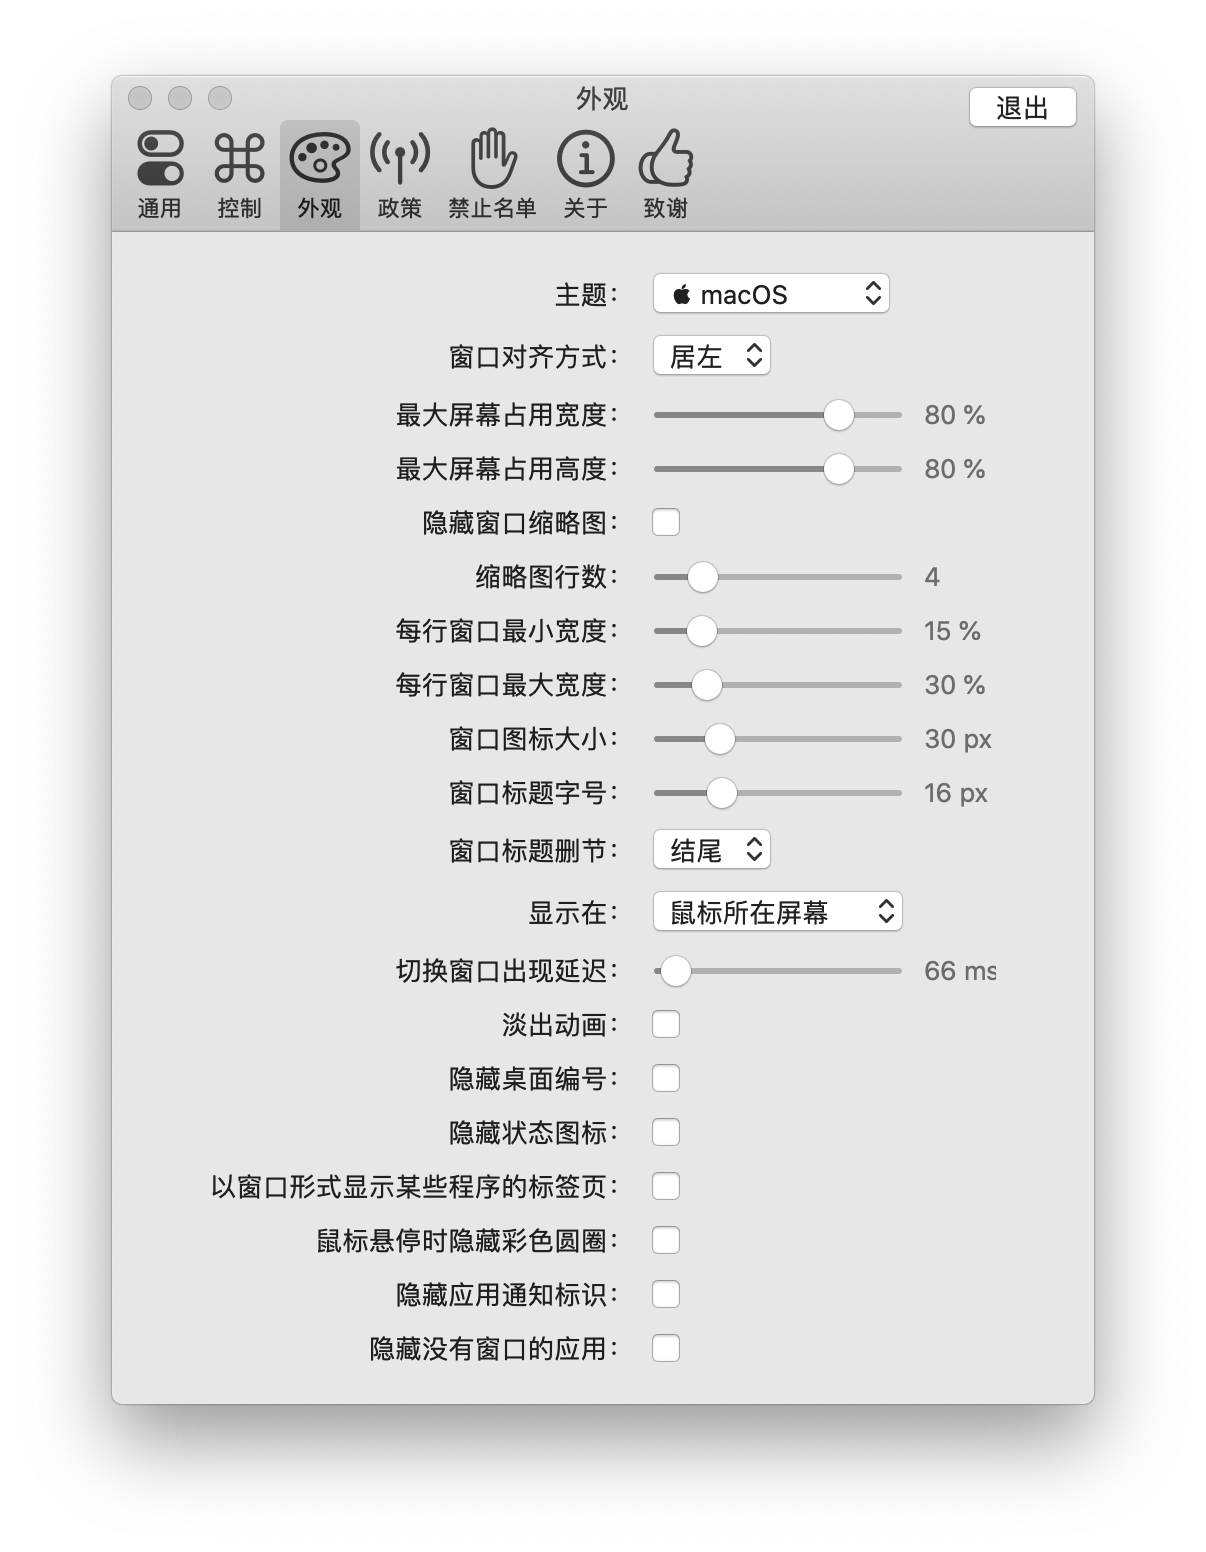 外观
退出
通用 控制 外观 政策 禁止名单 关于 致谢
主题： macOS
窗口对齐方式： 居左
最大屏幕占用宽度： 80 %
最大屏幕占用高度： 80 %
隐藏窗口缩略图：
缩略图行数： 4
每行窗口最小宽度： 15 %
每行窗口最大宽度： 30 %
窗口图标大小： 30 px
窗口标题字号： 16 px
窗口标题删节： 结尾
显示在： 鼠标所在屏幕
切换窗口出现延迟： 66 ms
淡出动画：
隐藏桌面编号：
隐藏状态图标：
以窗口形式显示某些程序的标签页：
鼠标悬停时隐藏彩色圆圈：
隐藏应用通知标识：
隐藏没有窗口的应用：